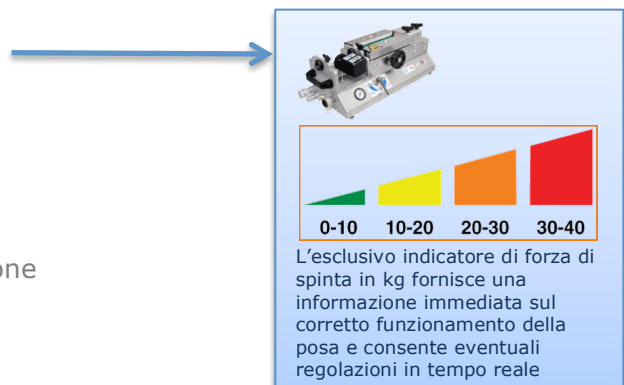 0-10 10-20 20-30 30-40
L'esclusivo indicatore di forza di
spinta in kg fornisce una
one
informazione immediata sul
corretto funzionamento della
posa e consente eventuali
regolazioni in tempo reale